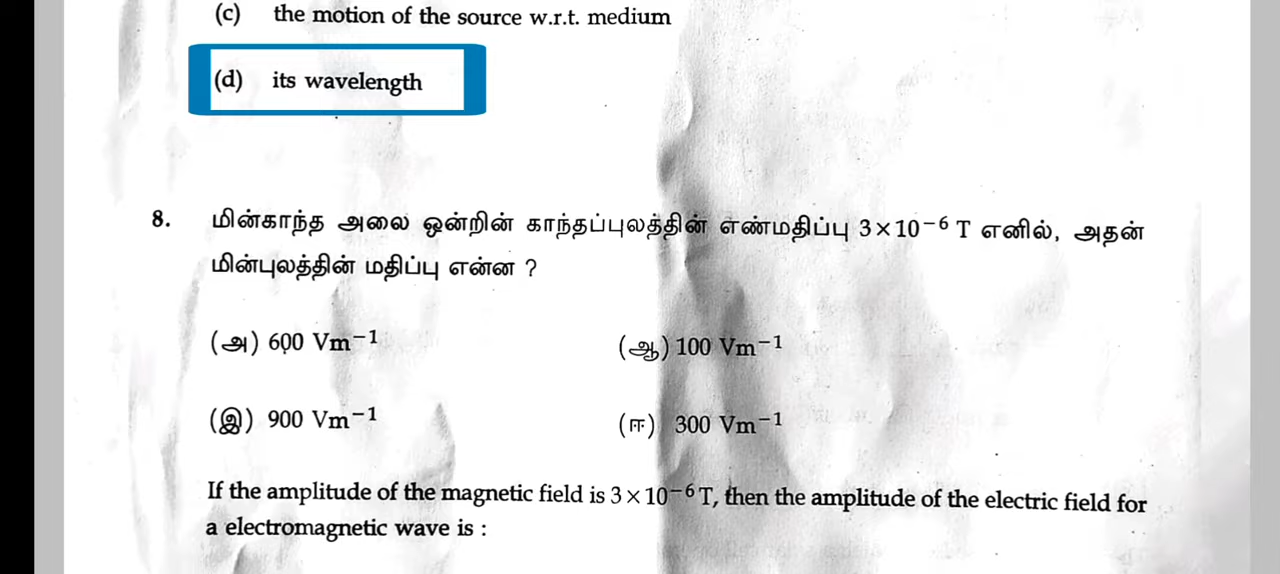 (c) the motion of the source w.r.t. medium
(d) its wavelength
8. மின்காந்த அலை ஒன்றின் காந்தப்புலத்தின் எண்மதிப்பு 3×10⁻⁶ T எனில், அதன்
மின்புலத்தின் மதிப்பு என்ன ?
(அ) 600 Vm⁻¹ (ஆ) 100 Vm⁻¹
(இ) 900 Vm⁻¹ (ஈ) 300 Vm⁻¹
If the amplitude of the magnetic field is 3×10⁻⁶T, then the amplitude of the electric field for
a electromagnetic wave is :